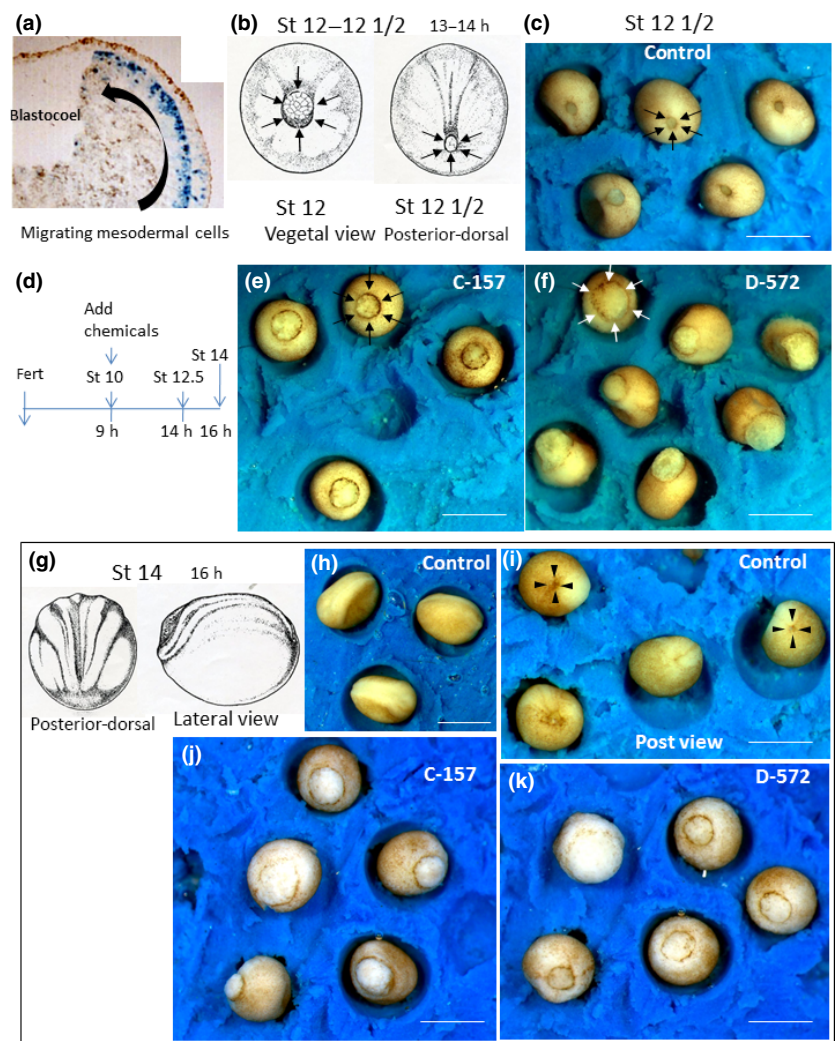 (a)
Blastocoel
Migrating mesodermal cells
(b)
St 12–12 1/2
13–14 h
St 12
St 12 1/2
Vegetal view
Posterior-dorsal
(c)
St 12 1/2
Control
(d)
Add
chemicals
Fert
St 10
St 12.5
St 14
9 h
14 h
16 h
(e)
C-157
(f)
D-572
(g)
St 14
16 h
Posterior-dorsal
Lateral view
(h)
Control
(i)
Control
Post view
(j)
C-157
(k)
D-572